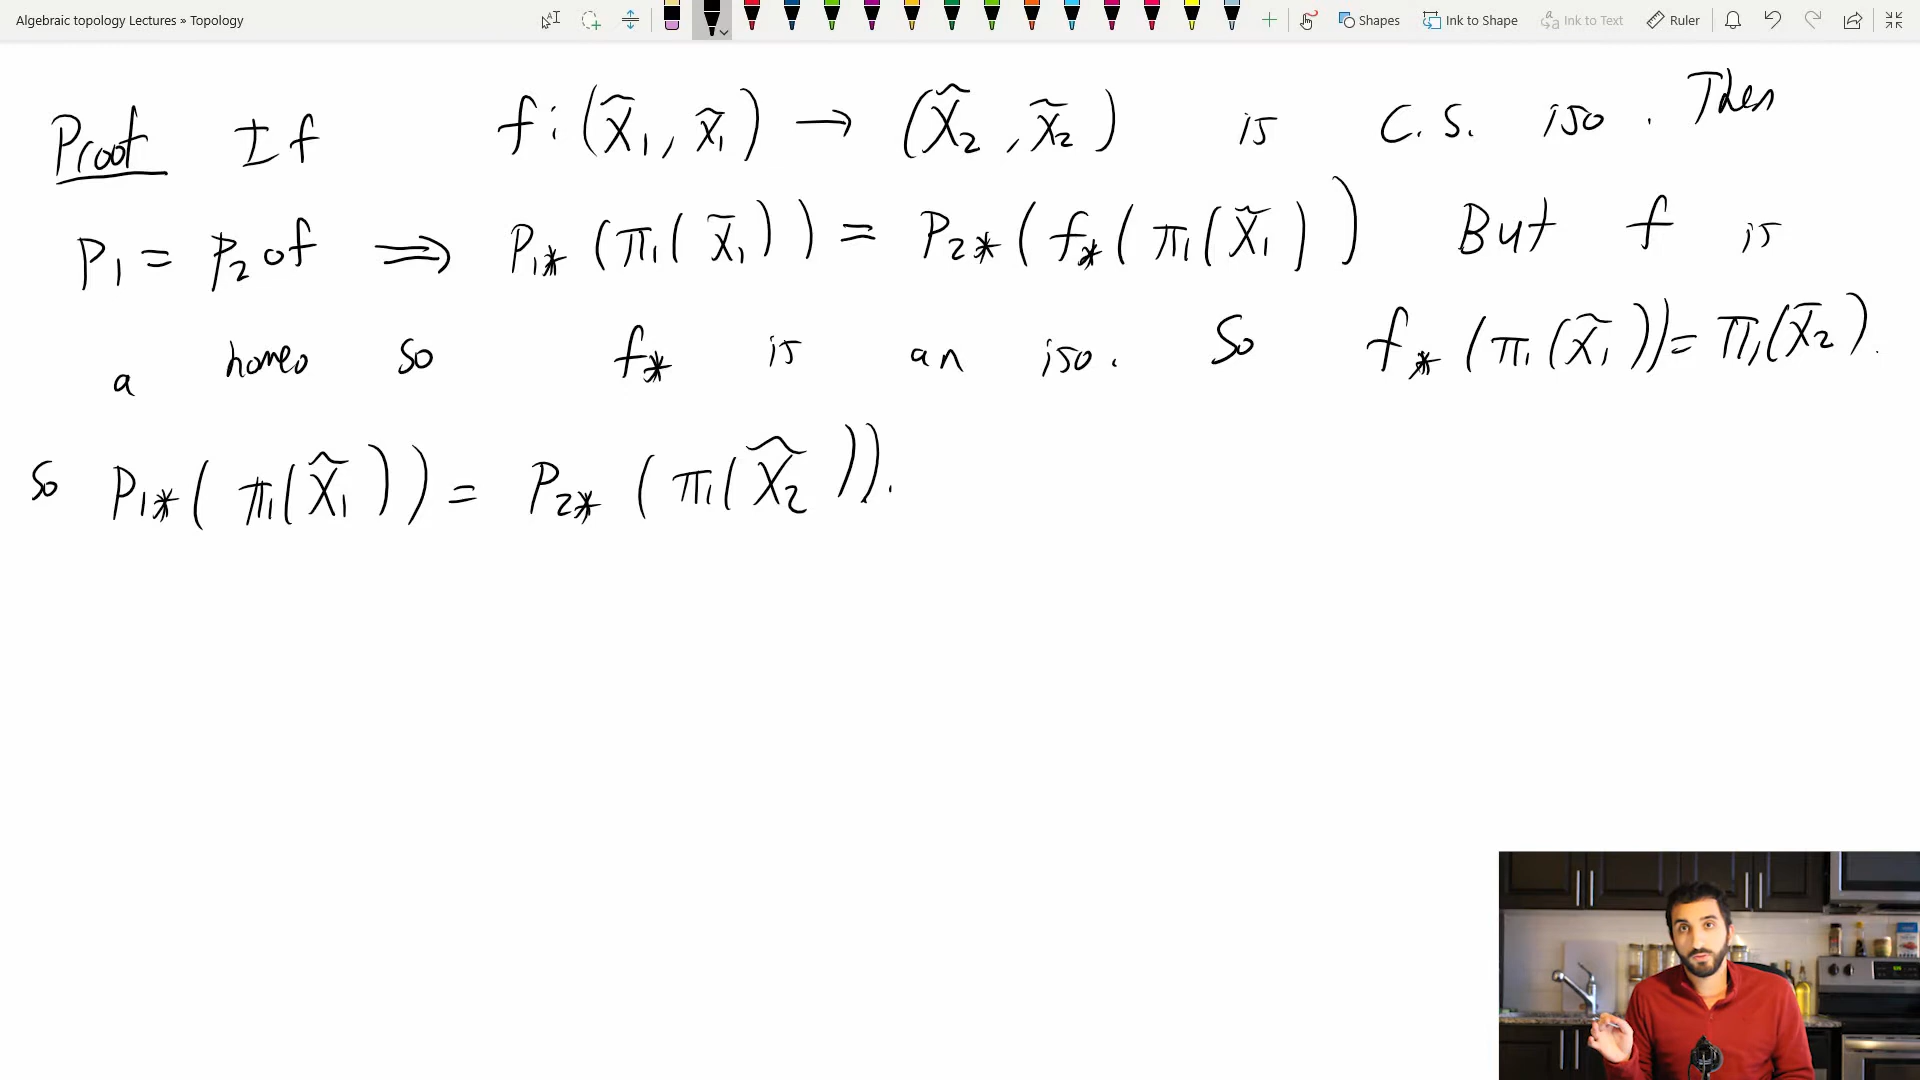 Algebraic topology Lectures » Topology
Shapes
Ink to Shape
Ink to Text
Ruler
Proof If f : (X̃₁, x̃₁) → (X̃₂, x̃₂) is C.S. iso. Then
P₁ = P₂ o f ⟹ P₁* (π₁(X̃₁)) = P₂* (f* (π₁(X̃₁)) But f is
a homeo so f* is an iso. So f* (π₁(X̃₁)) = π₁(X̃₂).
So P₁* (π₁(X̃₁)) = P₂* (π₁(X̃₂)).